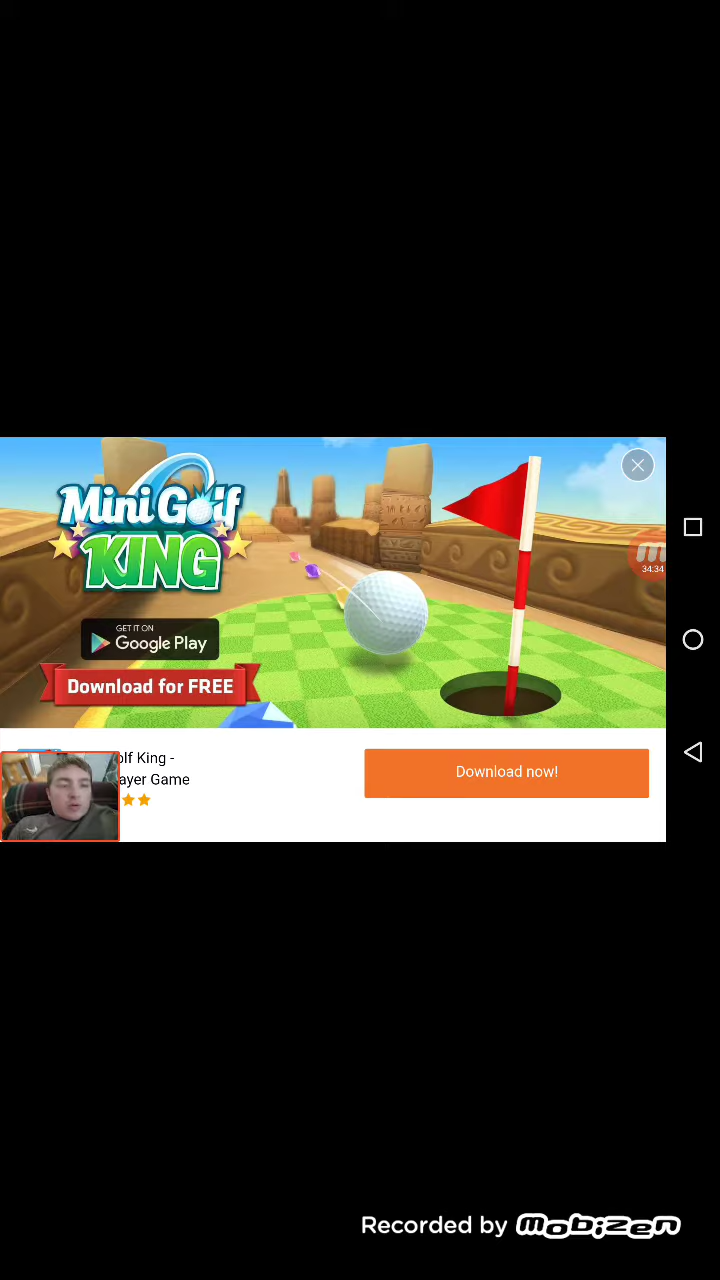 Mini Golf
KING
GET IT ON
Google Play
Download for FREE
34:34
olf King -
ayer Game
Download now!
Recorded by mobizen